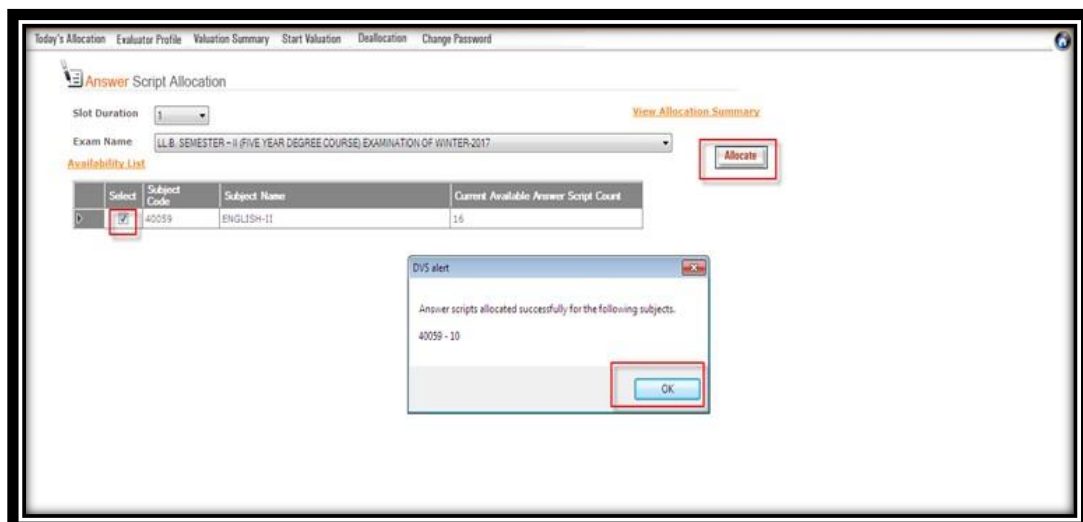 Today's Allocation Evaluator Profile Valuation Summary Start Valuation Deallocation Change Password
Answer Script Allocation
Slot Duration 1 View Allocation Summary
Exam Name LL.B. SEMESTER – II (FIVE YEAR DEGREE COURSE) EXAMINATION OF WINTER-2017 Allocate
Availability List
Select Subject Code Subject Name Current Available Answer Script Count
40059 ENGLISH-II 16
DVS alert
Answer scripts allocated successfully for the following subjects.
40059 - 10
OK